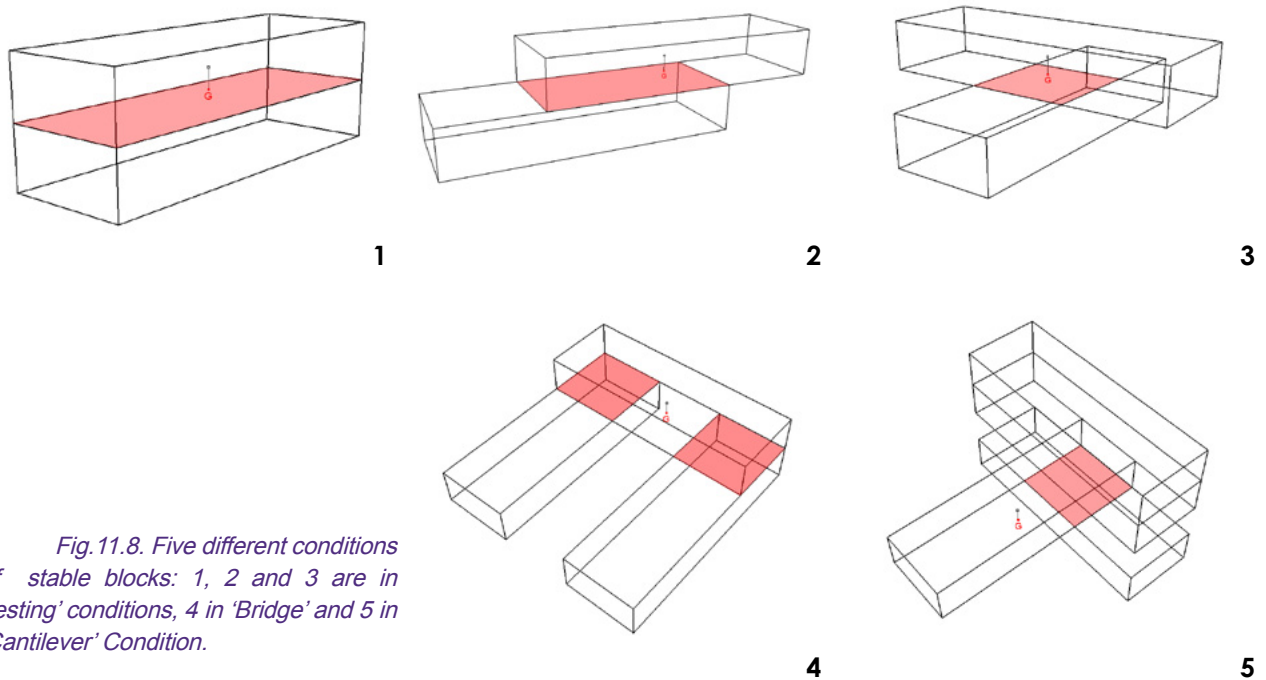 G
G
G
1
2
3
G
G
Fig.11.8. Five different conditions
stable blocks: 1, 2 and 3 are in
conditions, 4 in ‘Bridge’ and 5 in
Cantilever’ Condition.
4
5